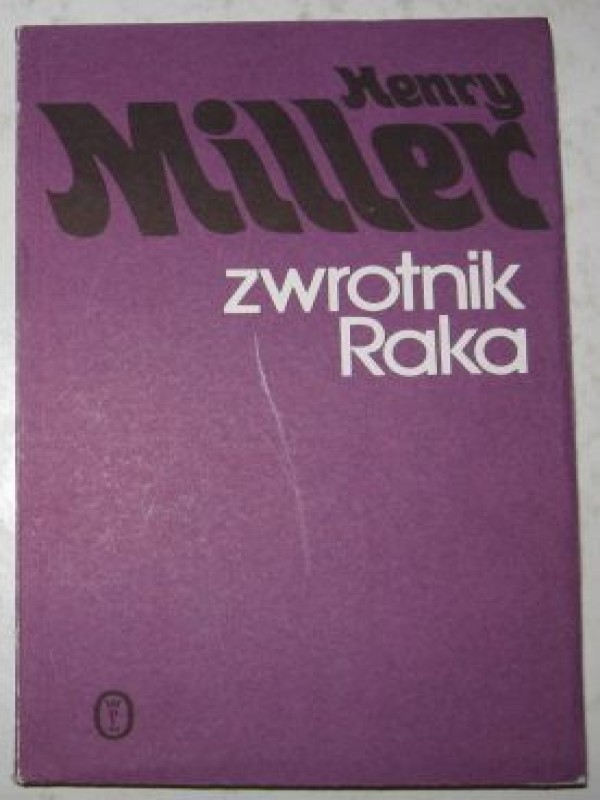 Henry
Miller
zwrotnik
Raka